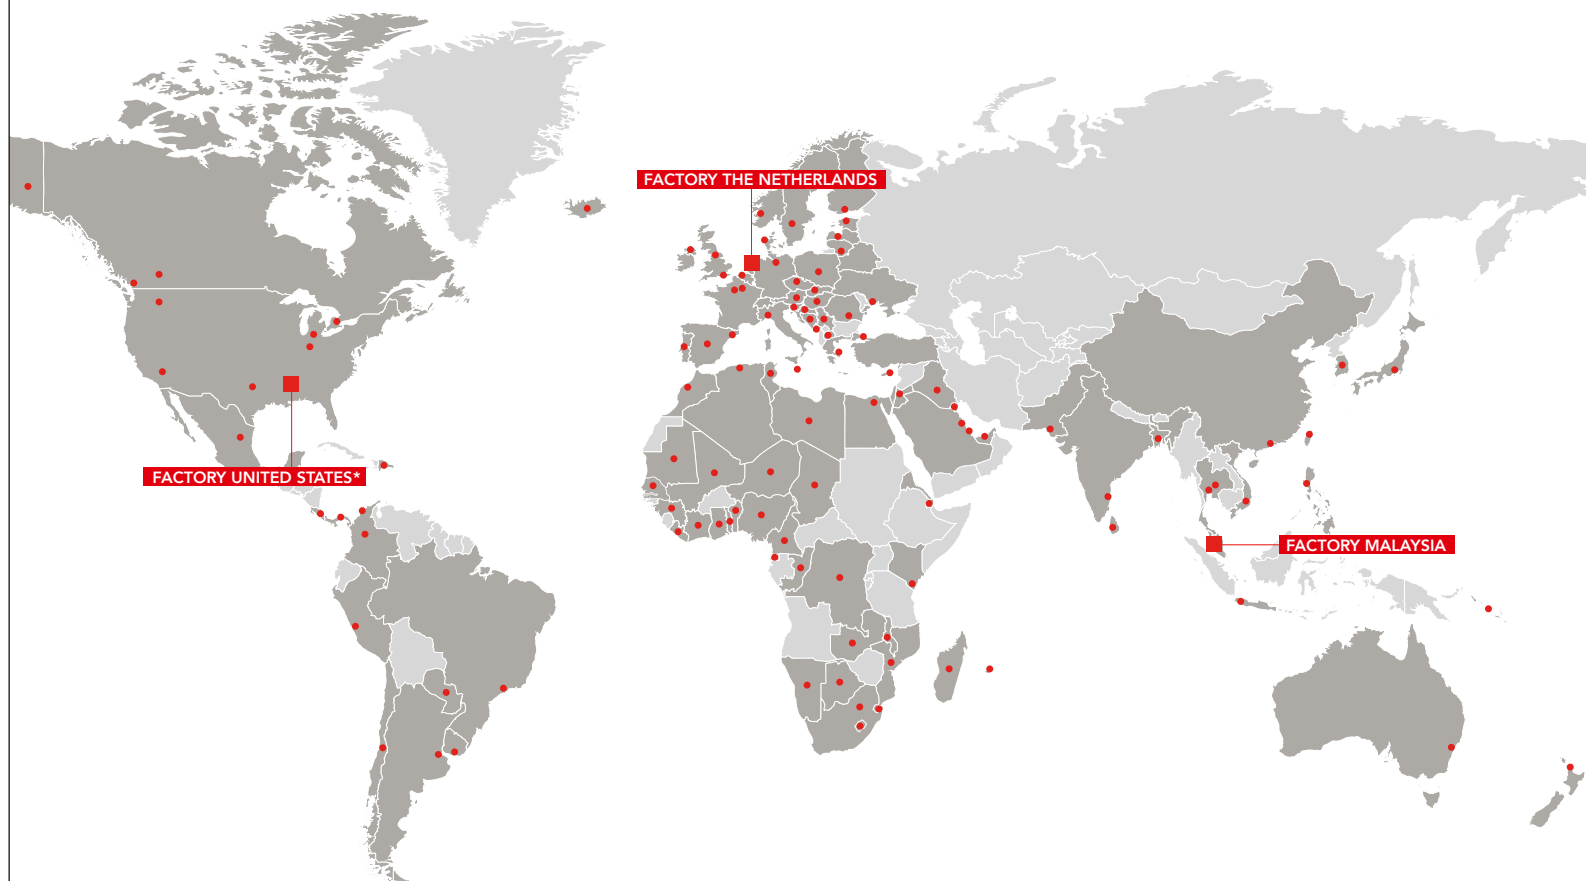 FACTORY THE NETHERLANDS
FACTORY UNITED STATES*
FACTORY MALAYSIA